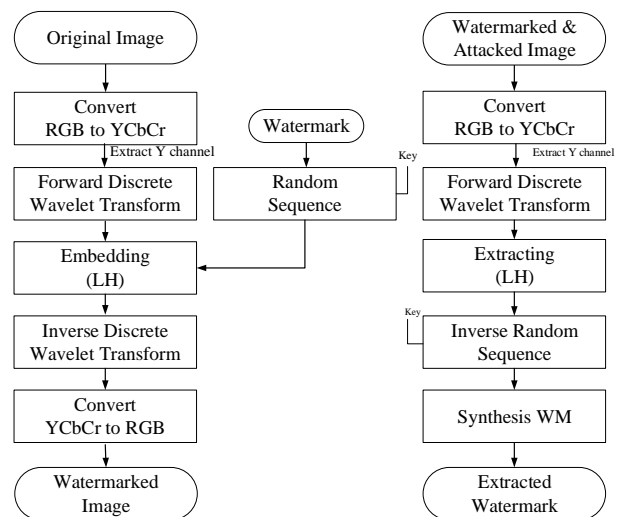 Original Image
Convert
RGB to YCbCr
Extract Y channel
Forward Discrete
Wavelet Transform
Embedding
(LH)
Inverse Discrete
Wavelet Transform
Convert
YCbCr to RGB
Watermarked
Image
Watermark
Key
Random
Sequence
Watermarked &
Attacked Image
Convert
RGB to YCbCr
Extract Y channel
Forward Discrete
Wavelet Transform
Extracting
(LH)
Key
Inverse Random
Sequence
Synthesis WM
Extracted
Watermark